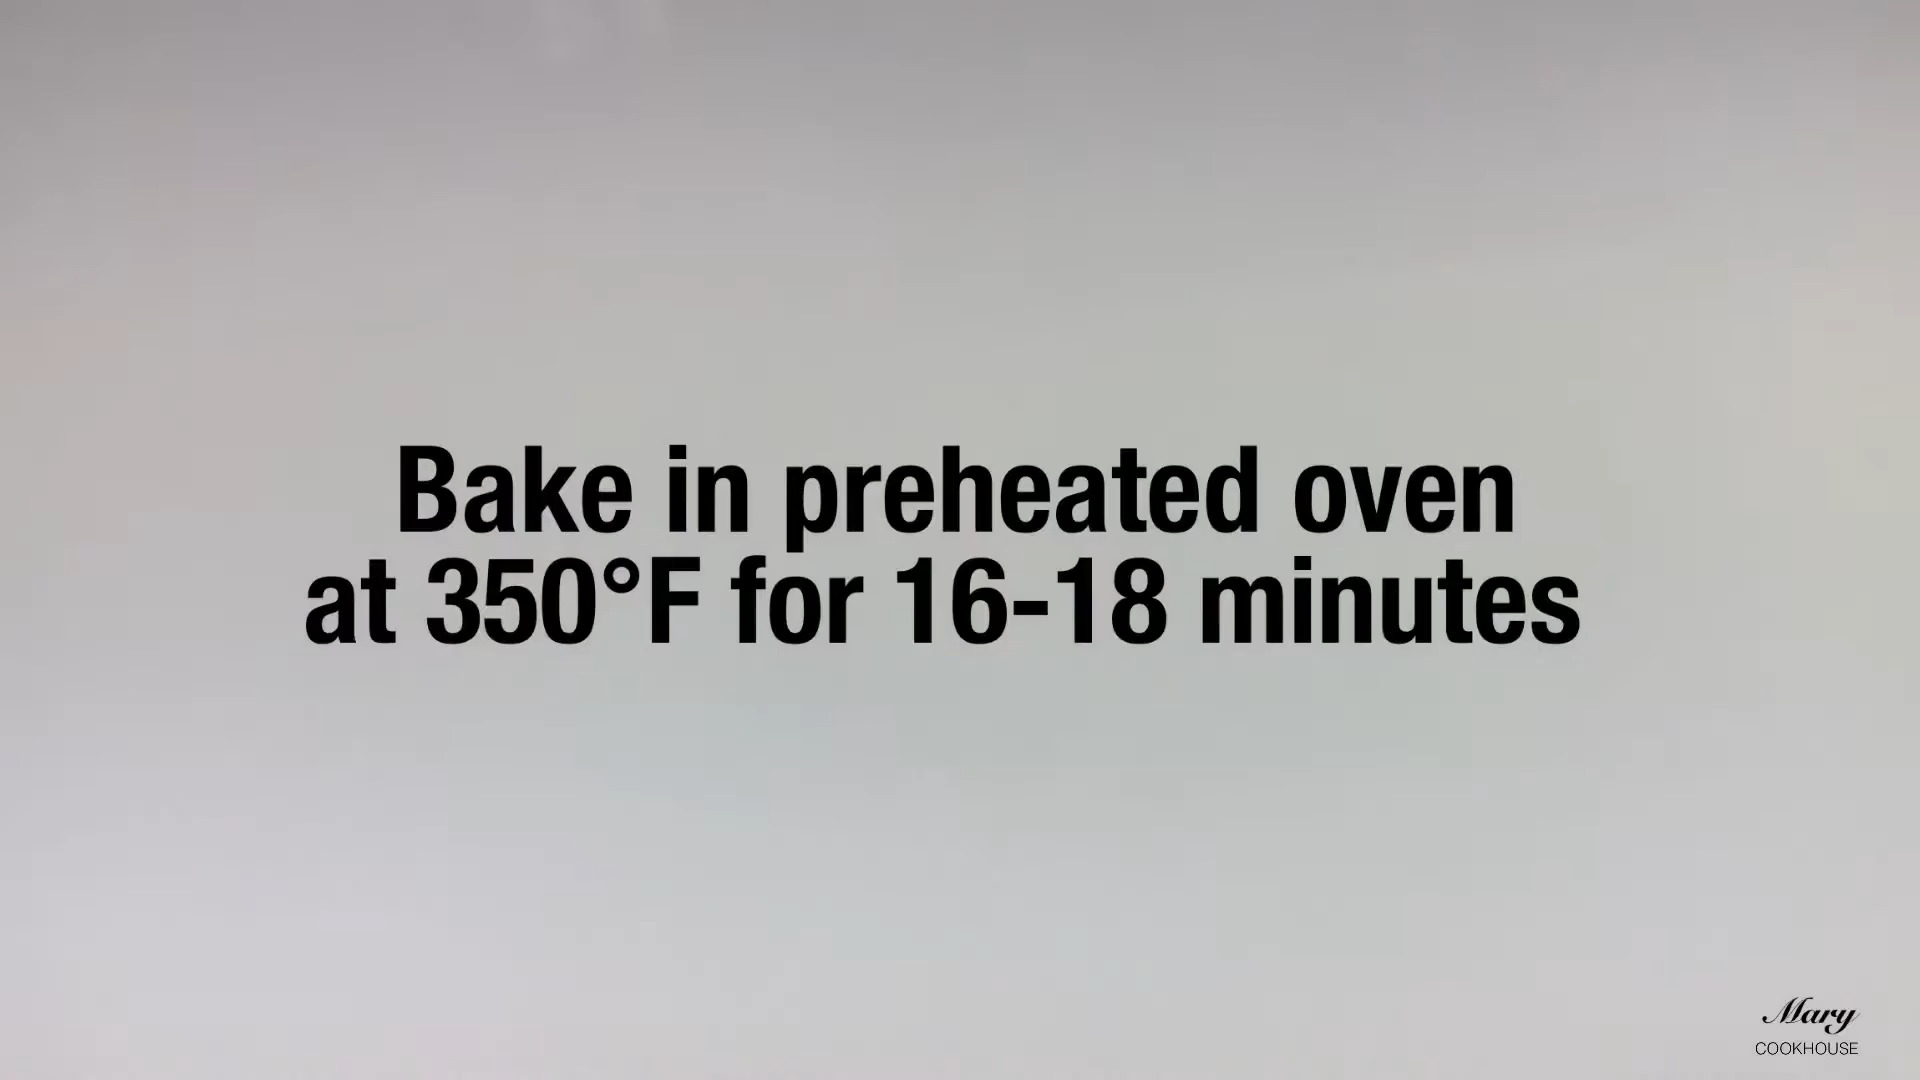 Bake in preheated oven
at 350°F for 16-18 minutes
Mary
COOKHOUSE